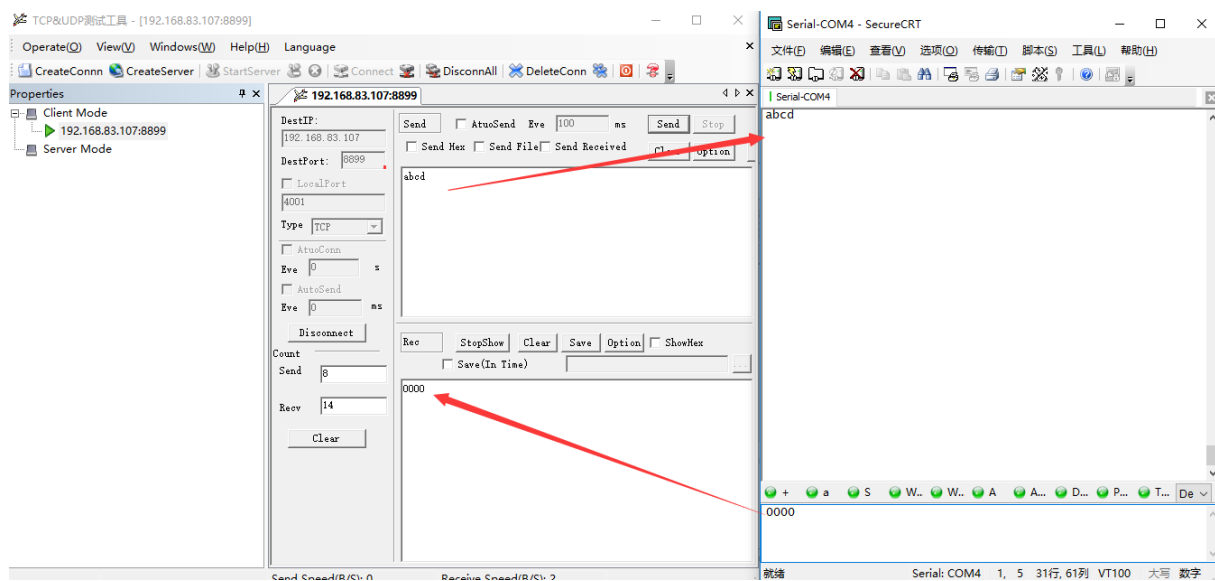 TCP&UDP测试工具 - [192.168.83.107:8899]
Operate(O) View(V) Windows(W) Help(H) Language
CreateConnn CreateServer StartServer Connect DisconnAll DeleteConn
Properties
Client Mode
192.168.83.107:8899
Server Mode
192.168.83.107:8899
DestIP:
192.168.83.107
DestPort: 8899
LocalPort
4001
Type TCP
AtuoConn
Eve 0 s
AutoSend
Eve 0 ms
Disconnect
Count
Send 8
Recv 14
Clear
Send AtuoSend Eve 100 ms Send Stop
Send Hex Send File Send Received Clear Option
abcd
Rec StopShow Clear Save Option ShowHex
Save(In Time) ...
0000
Send Speed(B/S): 0 Receive Speed(B/S): 2
Serial-COM4 - SecureCRT
文件(F) 编辑(E) 查看(V) 选项(O) 传输(T) 脚本(S) 工具(L) 帮助(H)
Serial-COM4
abcd
+ a S W.. W.. A A... D... P... T... De
0000
就绪 Serial: COM4 1, 5 31行, 61列 VT100 大写 数字